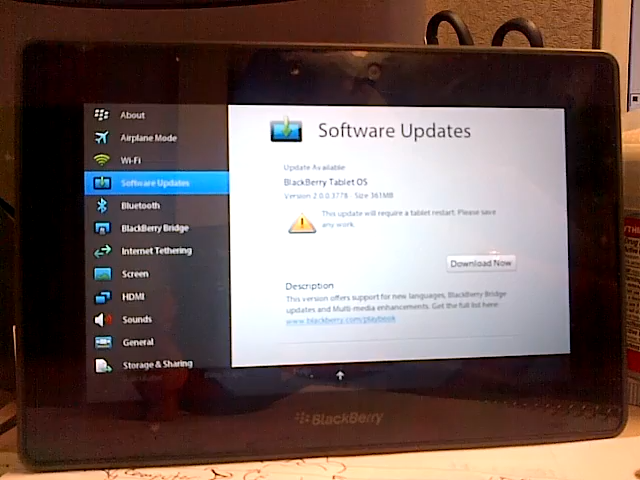 About
Airplane Mode
Wi-Fi
Software Updates
Bluetooth
BlackBerry Bridge
Internet Tethering
Screen
HDMI
Sounds
General
Storage & Sharing
Software Updates
Update Available
BlackBerry Tablet OS
Version 2.0.0.3778 Size 361MB
This update will require a tablet restart. Please save
any work.
Download Now
Description
This version offers support for new languages, BlackBerry Bridge
updates and Multi-media enhancements. Get the full list here:
www.blackberry.com/playbook
BlackBerry